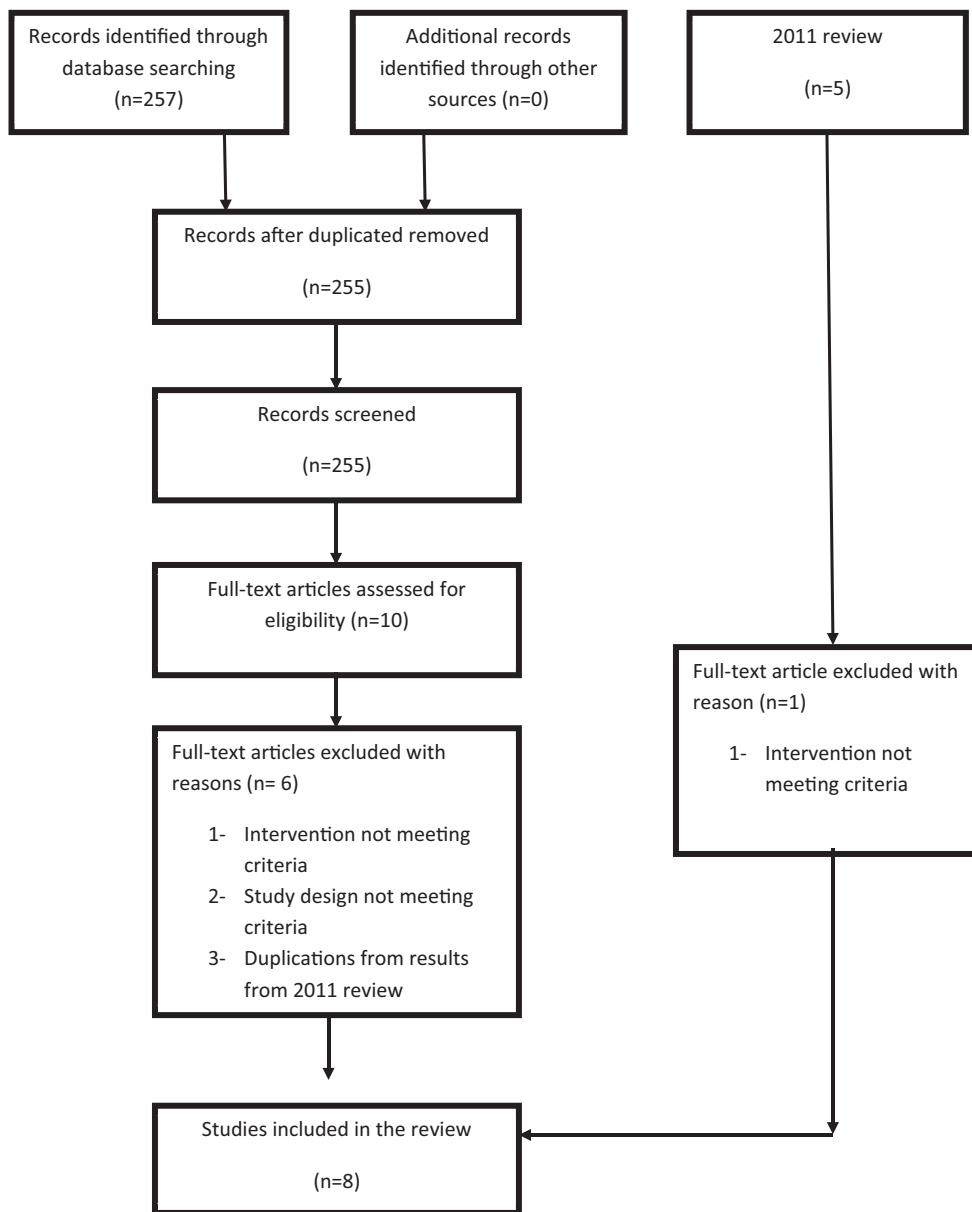 Records identified through
database searching
(n=257)
Additional records
identified through other
sources (n=0)
2011 review
(n=5)
Records after duplicated removed
(n=255)
Records screened
(n=255)
Full-text articles assessed for
eligibility (n=10)
Full-text article excluded with
reason (n=1)
1- Intervention not
meeting criteria
Full-text articles excluded with
reasons (n= 6)
1- Intervention not meeting
criteria
2- Study design not meeting
criteria
3- Duplications from results
from 2011 review
Studies included in the review
(n=8)